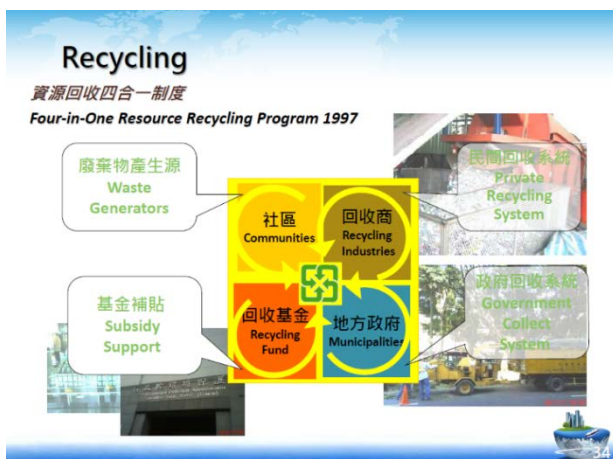 Recycling
資源回收四合一制度
Four-in-One Resource Recycling Program 1997
廢棄物產生源
Waste
Generators
民間回收系統
Private
Recycling
System
社區
Communities
回收商
Recycling
Industries
基金補貼
Subsidy
Support
回收基金
Recycling
Fund
地方政府
Municipalities
政府回收系統
Government
Collect
System
34